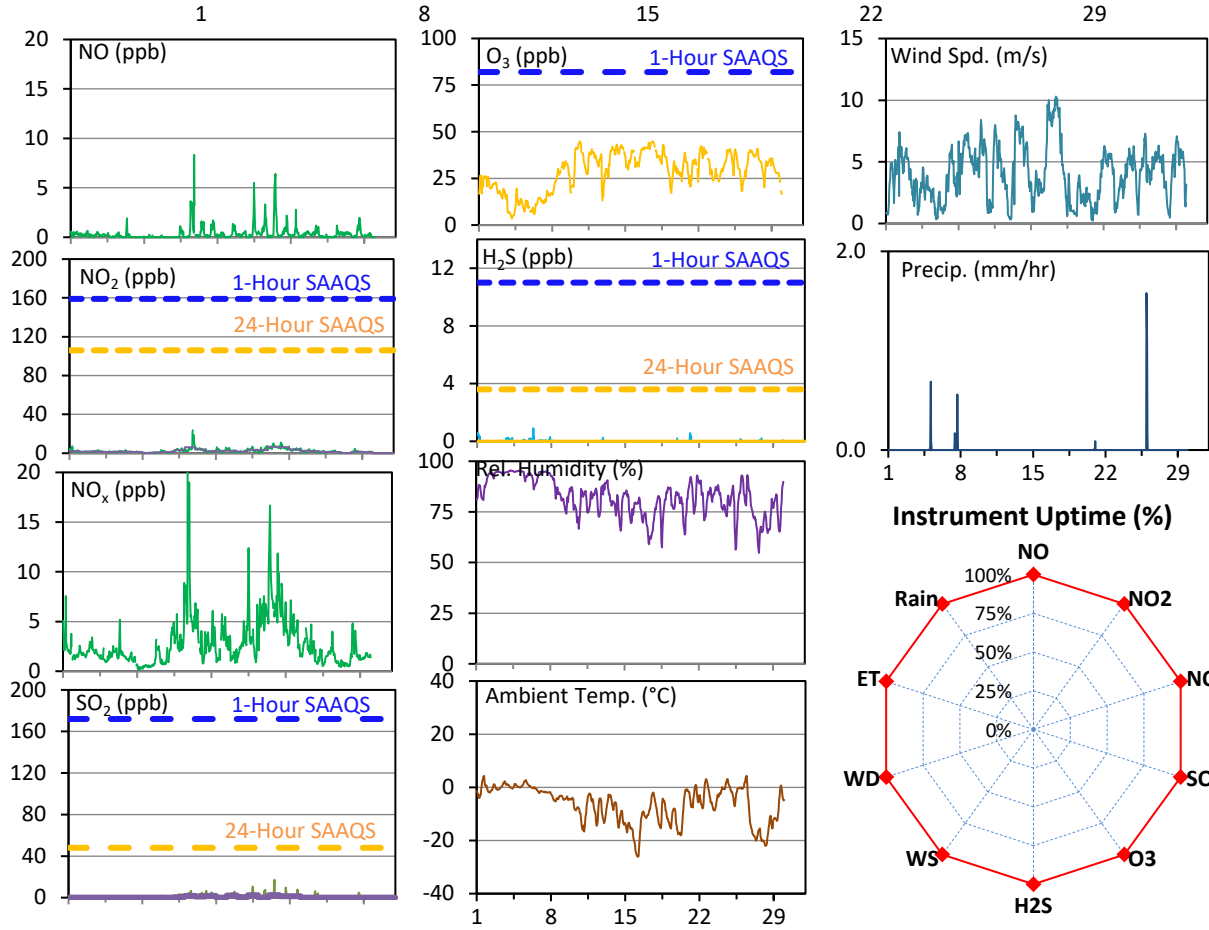 1 8 15 22 29
NO (ppb)
20
15
10
5
0
O3 (ppb)
1-Hour SAAQS
100
75
50
25
0
Wind Spd. (m/s)
15
10
5
0
NO2 (ppb)
1-Hour SAAQS
24-Hour SAAQS
200
160
120
80
40
0
H2S (ppb)
1-Hour SAAQS
24-Hour SAAQS
12
8
4
0
Precip. (mm/hr)
2.0
0.0
1 8 15 22 29
NOx (ppb)
20
15
10
5
0
Rel. Humidity (%)
100
75
50
25
0
Instrument Uptime (%)
NO
100%
75%
50%
25%
0%
Rain
NO2
ET
NO
WD
SO
WS
O3
H2S
SO2 (ppb)
1-Hour SAAQS
24-Hour SAAQS
200
160
120
80
40
0
Ambient Temp. (°C)
40
20
0
-20
-40
1 8 15 22 29